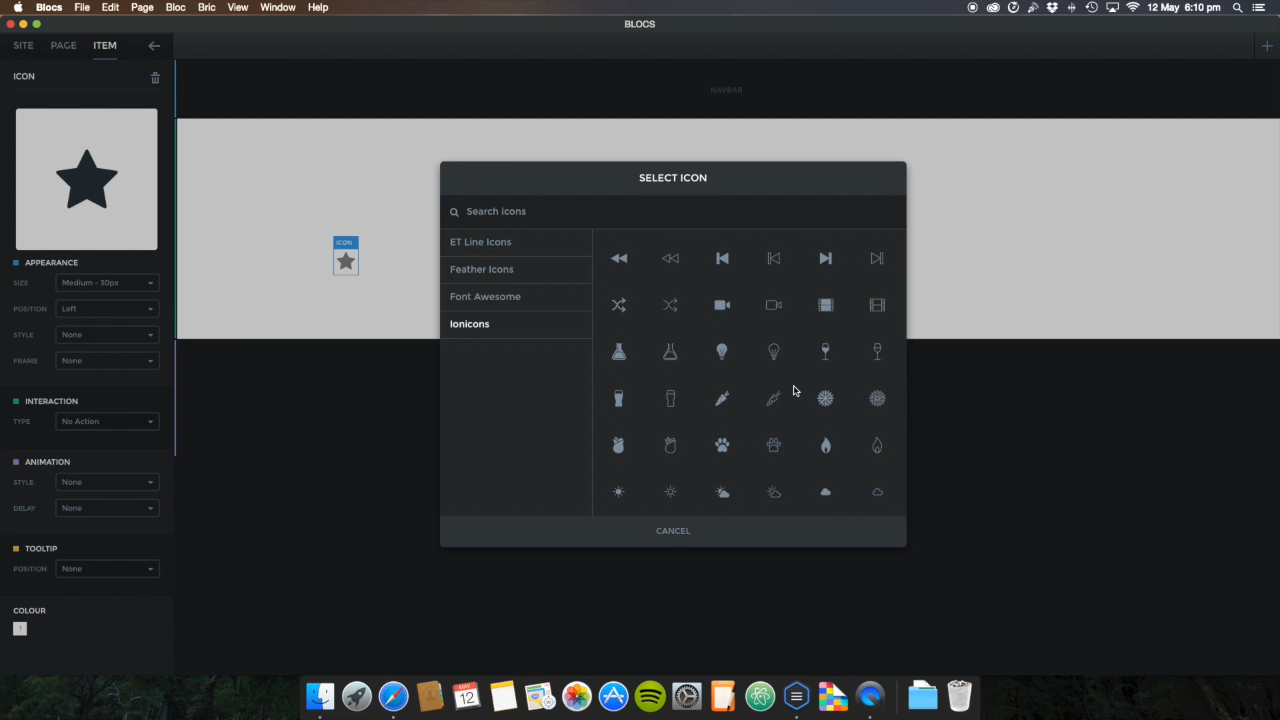 Blocs File Edit Page Bloc Bric View Window Help 12 May 6:10 pm
BLOCS
SITE PAGE ITEM
ICON
NAVBAR
SELECT ICON
Search icons
ET Line Icons
Feather Icons
Font Awesome
Ionicons
CANCEL
ICON
APPEARANCE
SIZE Medium - 30px
POSITION Left
STYLE None
FRAME None
INTERACTION
TYPE No Action
ANIMATION
STYLE None
DELAY None
TOOLTIP
POSITION None
COLOUR
?
MAY
12